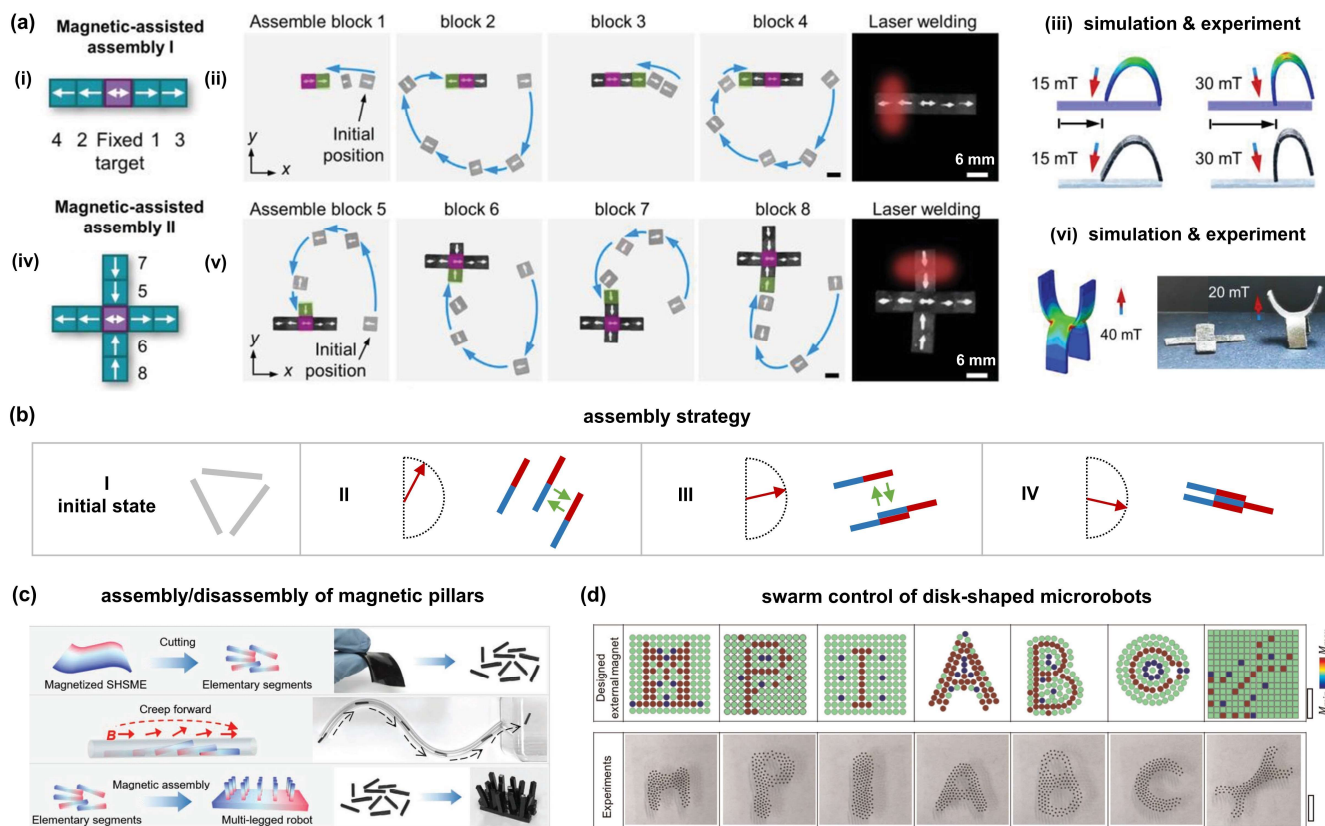 (a)
Magnetic-assisted
assembly I
(i)
4 2 Fixed 1 3
target
(ii)
Assemble block 1
block 2
block 3
block 4
Laser welding
Initial
position
y
x
6 mm
(iii) simulation & experiment
15 mT
30 mT
15 mT
30 mT
Magnetic-assisted
assembly II
(iv)
7
5
6
8
(v)
Assemble block 5
block 6
block 7
block 8
Laser welding
Initial
position
y
x
6 mm
(vi) simulation & experiment
40 mT
20 mT
(b)
assembly strategy
I
initial state
II
III
IV
(c)
assembly/disassembly of magnetic pillars
Cutting
Magnetized SHSME
Elementary segments
Creep forward
B
Magnetic assembly
Elementary segments
Multi-legged robot
(d)
swarm control of disk-shaped microrobots
Designed
external magnet
M
M
Experiments